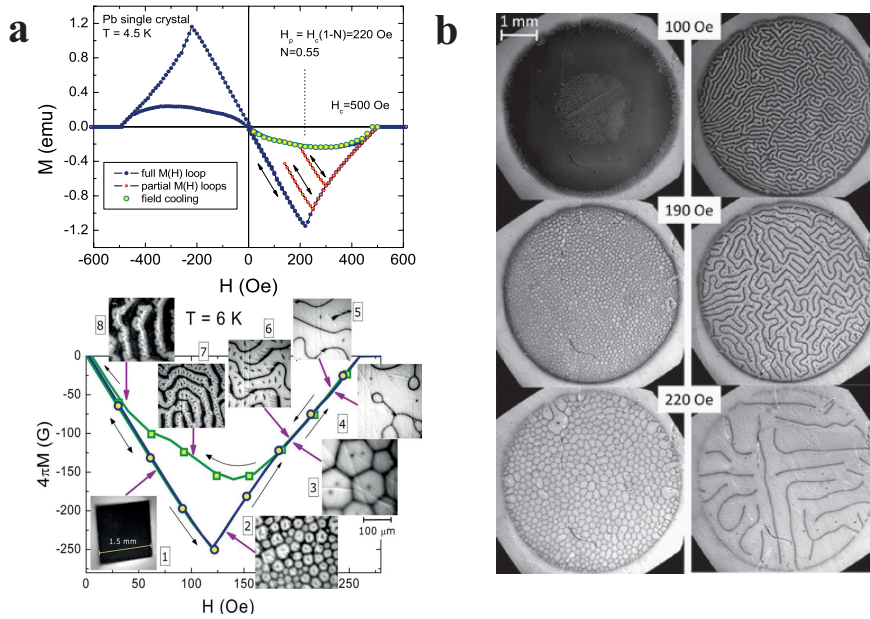 a
Pb single crystal
T = 4.5 K
H_p = H_c(1-N)=220 Oe
N=0.55
H_c=500 Oe
1.2
0.8
0.4
0.0
-0.4
-0.8
-1.2
M (emu)
full M(H) loop
partial M(H) loops
field cooling
-600 -400 -200 0 200 400 600
H (Oe)
T = 6 K
8
7
6
5
4
3
2
1
0
-50
-100
-150
-200
-250
4πM (G)
1.5 mm
100 μm
0 50 100 150 250
H (Oe)
b
1 mm
100 Oe
190 Oe
220 Oe